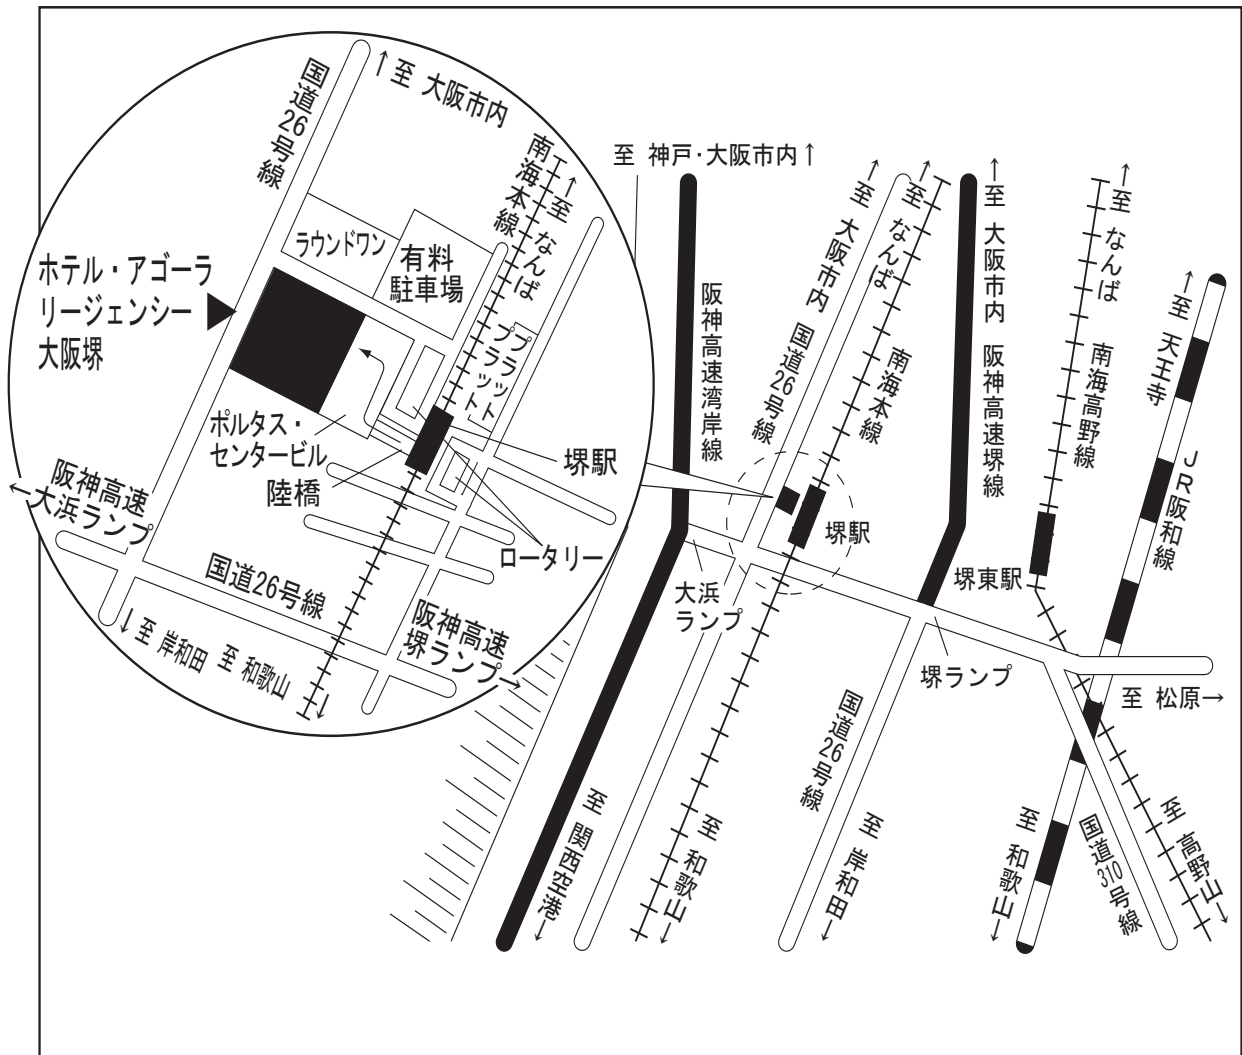 国道26号線
↑至 大阪市内
南海本線
↑至 なんば
ラウンドワン
有料
駐車場
ホテル・アゴーラ
リージェンシー
大阪堺
プラット
プラット
ポルタス・
センタービル
陸橋
堺駅
ロータリー
阪神高速
←大浜ランプ
国道26号線
阪神高速
堺ランプ→
↓至 岸和田
至 和歌山↓
至 神戸・大阪市内↑
阪神高速湾岸線
↑至 大阪市内
国道26号線
↑至 なんば
南海本線
↑至 大阪市内
阪神高速堺線
↑至 なんば
南海高野線
↑至 天王寺
JR阪和線
堺駅
堺東駅
大浜
ランプ
堺ランプ
至 松原→
国道26号線
至 関西空港↓
至 和歌山↓
至 岸和田↓
至 和歌山↓
国道310号線
至 高野山↓